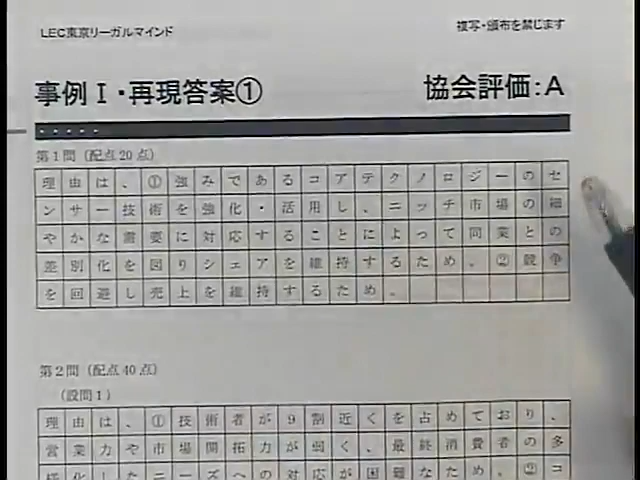 LEC東京リーガルマインド
複写・頒布を禁じます
事例Ⅰ・再現答案①
協会評価:A
第1問(配点20点)
理由は、①強みであるコアテクノロジーのセ
ンサー技術を強化・活用し、ニッチ市場の細
やかな需要に対応することによって同業との
差別化を図りシェアを維持するため。②競争
を回避し売上を維持するため。
第2問(配点40点)
(設問1)
理由は、①技術者が9割近くを占めており、
営業力や市場開拓力が弱く、最終消費者の多
様化したニーズへの対応が困難なため。②コ